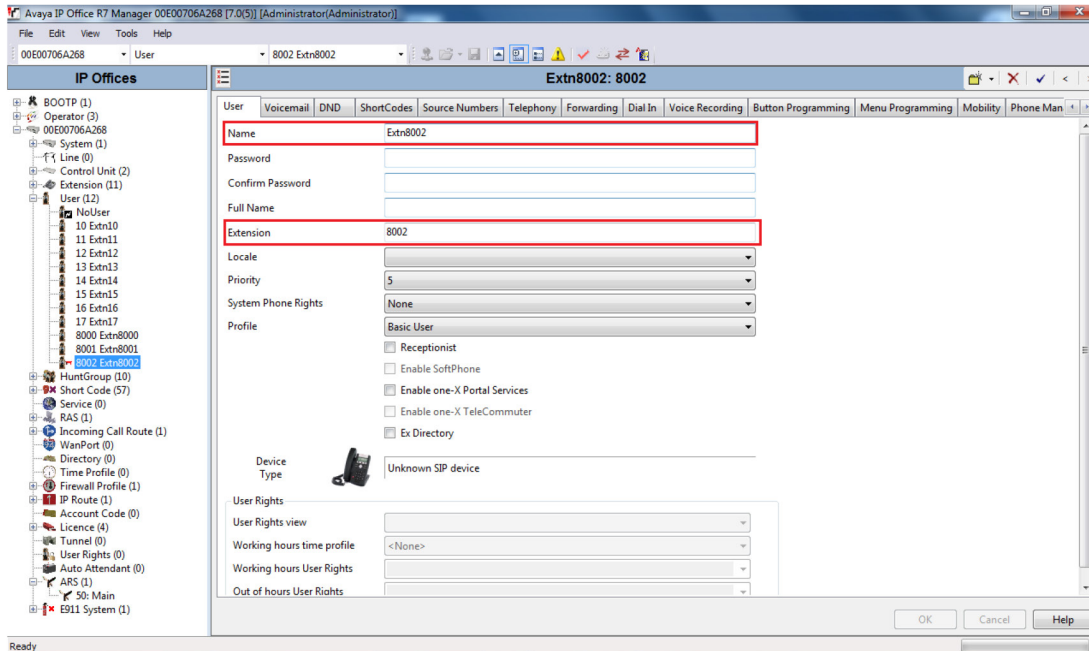 Avaya IP Office R7 Manager 00E00706A268 [7.0(5)] [Administrator(Administrator)]
File Edit View Tools Help
00E00706A268 User 8002 Extn8002
IP Offices
BOOTP (1)
Operator (3)
00E00706A268
System (1)
Line (0)
Control Unit (2)
Extension (11)
User (12)
NoUser
10 Extn10
11 Extn11
12 Extn12
13 Extn13
14 Extn14
15 Extn15
16 Extn16
17 Extn17
8000 Extn8000
8001 Extn8001
8002 Extn8002
HuntGroup (10)
Short Code (57)
Service (0)
RAS (1)
Incoming Call Route (1)
WanPort (0)
Directory (0)
Time Profile (0)
Firewall Profile (1)
IP Route (1)
Account Code (0)
Licence (4)
Tunnel (0)
User Rights (0)
Auto Attendant (0)
ARS (1)
50: Main
E911 System (1)
Extn8002: 8002
User Voicemail DND ShortCodes Source Numbers Telephony Forwarding Dial In Voice Recording Button Programming Menu Programming Mobility Phone Man
Name Extn8002
Password
Confirm Password
Full Name
Extension 8002
Locale
Priority 5
System Phone Rights None
Profile Basic User
Receptionist
Enable SoftPhone
Enable one-X Portal Services
Enable one-X TeleCommuter
Ex Directory
Device
Type
Unknown SIP device
User Rights
User Rights view
Working hours time profile <None>
Working hours User Rights
Out of hours User Rights
OK Cancel Help
Ready